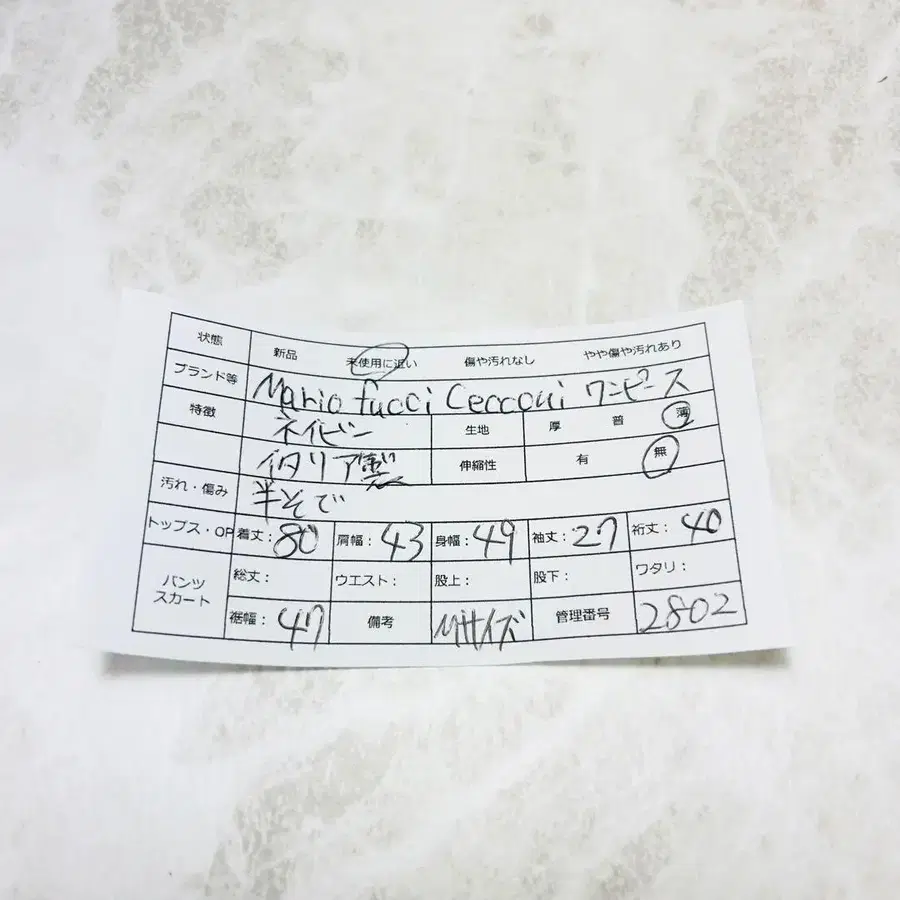 状態 新品 未使用に近い 傷や汚れなし やや傷や汚れあり
ブランド等 Mario fucci Cecconi ワンピース
特徴 ネイビー 生地 厚 普 薄
イタリア製 伸縮性 有 無
汚れ・傷み 半そで
トップス・OP 着丈：80 肩幅：43 身幅：49 袖丈：27 裄丈：40
パンツ スカート 総丈： ウエスト： 股上： 股下： ワタリ：
裾幅：47 備考 Mサイズ 管理番号 2802